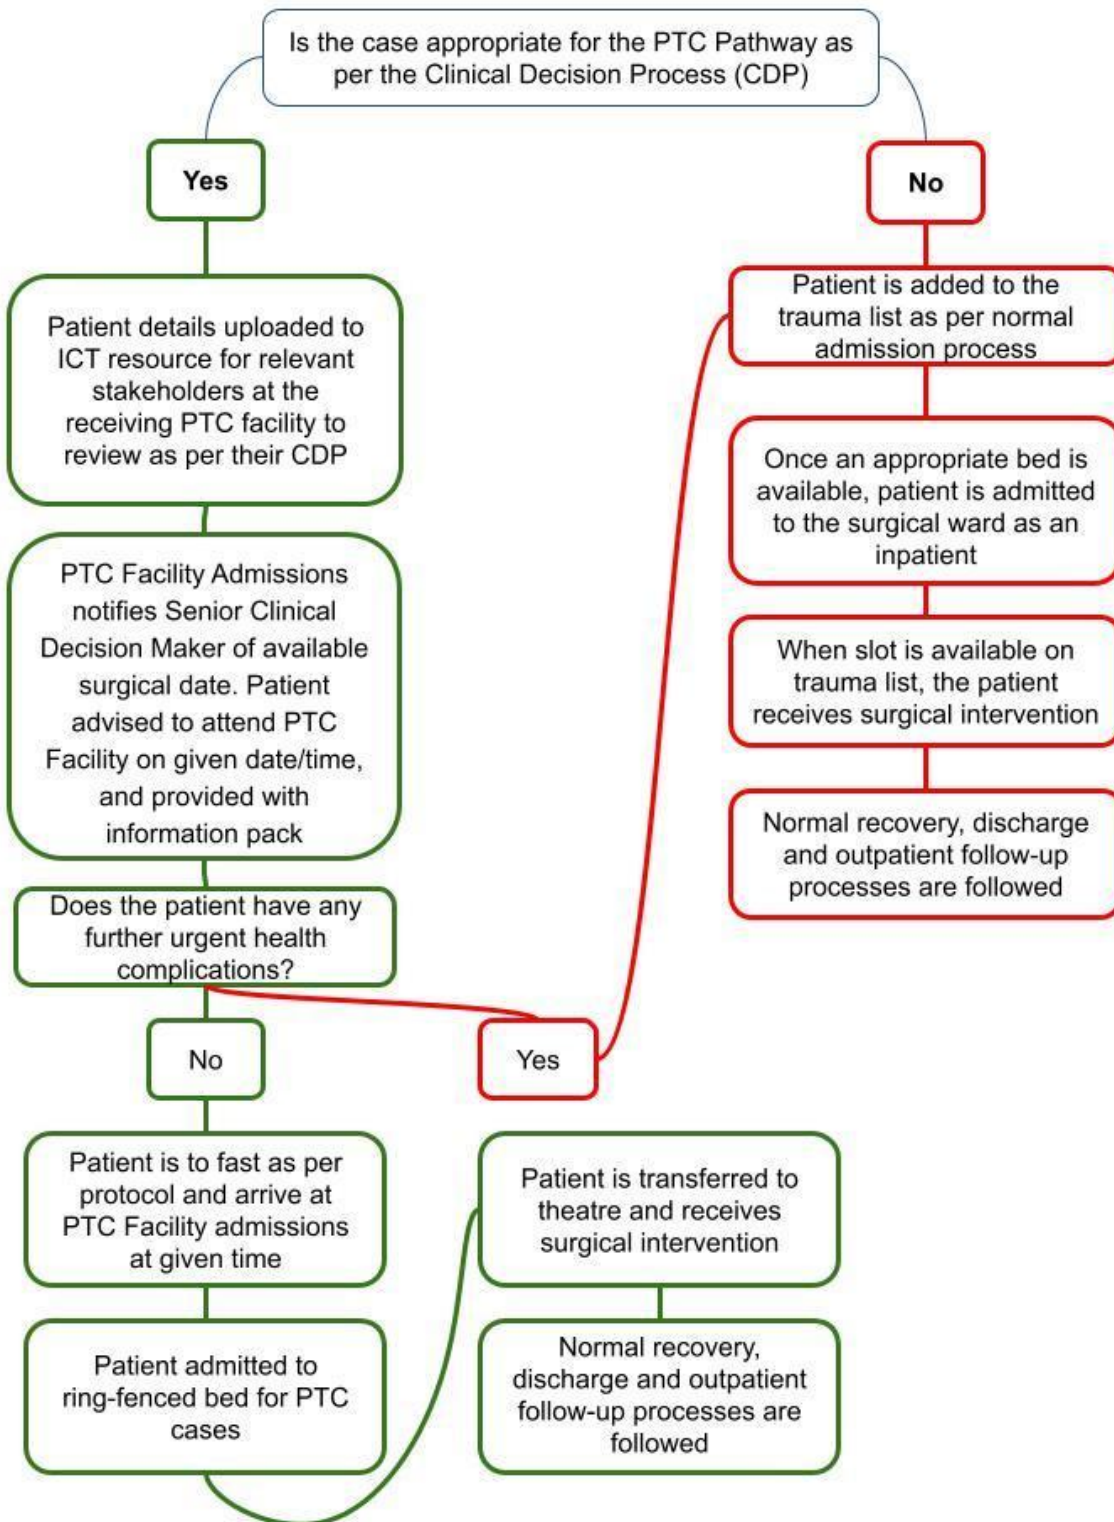 Is the case appropriate for the PTC Pathway as
per the Clinical Decision Process (CDP)
Yes
No
Patient details uploaded to
ICT resource for relevant
stakeholders at the
receiving PTC facility to
review as per their CDP
PTC Facility Admissions
notifies Senior Clinical
Decision Maker of available
surgical date. Patient
advised to attend PTC
Facility on given date/time,
and provided with
information pack
Does the patient have any
further urgent health
complications?
No
Yes
Patient is to fast as per
protocol and arrive at
PTC Facility admissions
at given time
Patient admitted to
ring-fenced bed for PTC
cases
Patient is transferred to
theatre and receives
surgical intervention
Normal recovery,
discharge and outpatient
follow-up processes are
followed
Patient is added to the
trauma list as per normal
admission process
Once an appropriate bed is
available, patient is admitted
to the surgical ward as an
inpatient
When slot is available on
trauma list, the patient
receives surgical intervention
Normal recovery, discharge
and outpatient follow-up
processes are followed